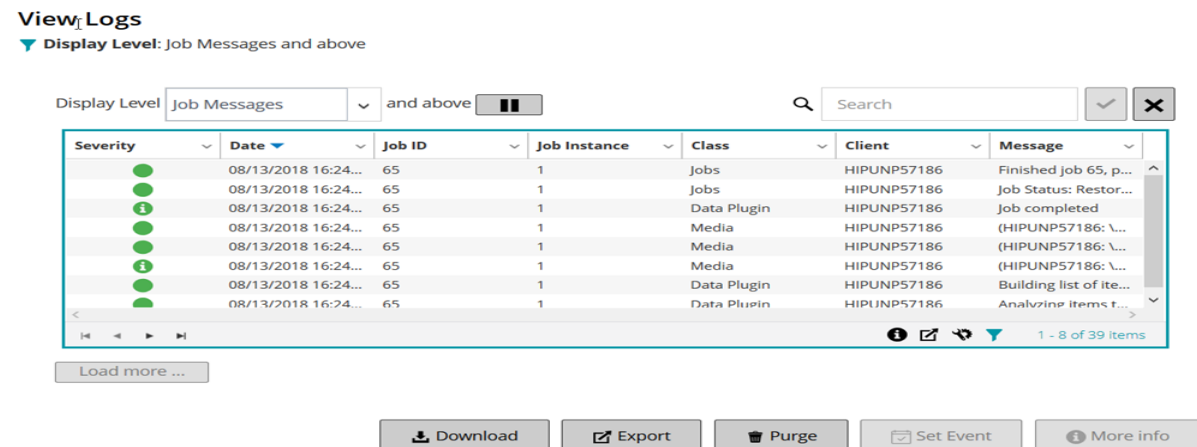 View Logs
Display Level: Job Messages and above
Display Level Job Messages and above Search
Severity Date Job ID Job Instance Class Client Message
08/13/2018 16:24... 65 1 Jobs HIPUNP57186 Finished job 65, p...
08/13/2018 16:24... 65 1 Jobs HIPUNP57186 Job Status: Restor...
08/13/2018 16:24... 65 1 Data Plugin HIPUNP57186 Job completed
08/13/2018 16:24... 65 1 Media HIPUNP57186 (HIPUNP57186: \...
08/13/2018 16:24... 65 1 Media HIPUNP57186 (HIPUNP57186: \...
08/13/2018 16:24... 65 1 Media HIPUNP57186 (HIPUNP57186: \...
08/13/2018 16:24... 65 1 Data Plugin HIPUNP57186 Building list of ite...
08/13/2018 16:24... 65 1 Data Plugin HIPUNP57186 Analyzing items t...
1 - 8 of 39 items
Load more ...
Download Export Purge Set Event More info